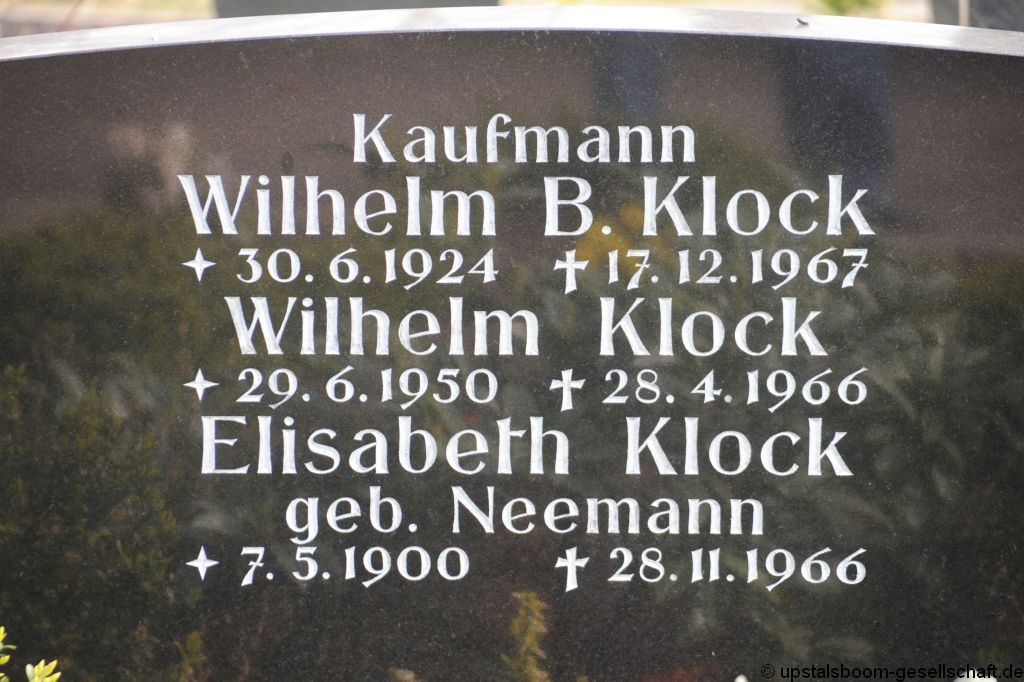 Kaufmann
Wilhelm B. Klock
✦ 30. 6. 1924 † 17. 12. 1967
Wilhelm Klock
✦ 29. 6. 1950 † 28. 4. 1966
Elisabeth Klock
geb. Neemann
✦ 7. 5. 1900 † 28. 11. 1966
© upstalsboom-gesellschaft.de